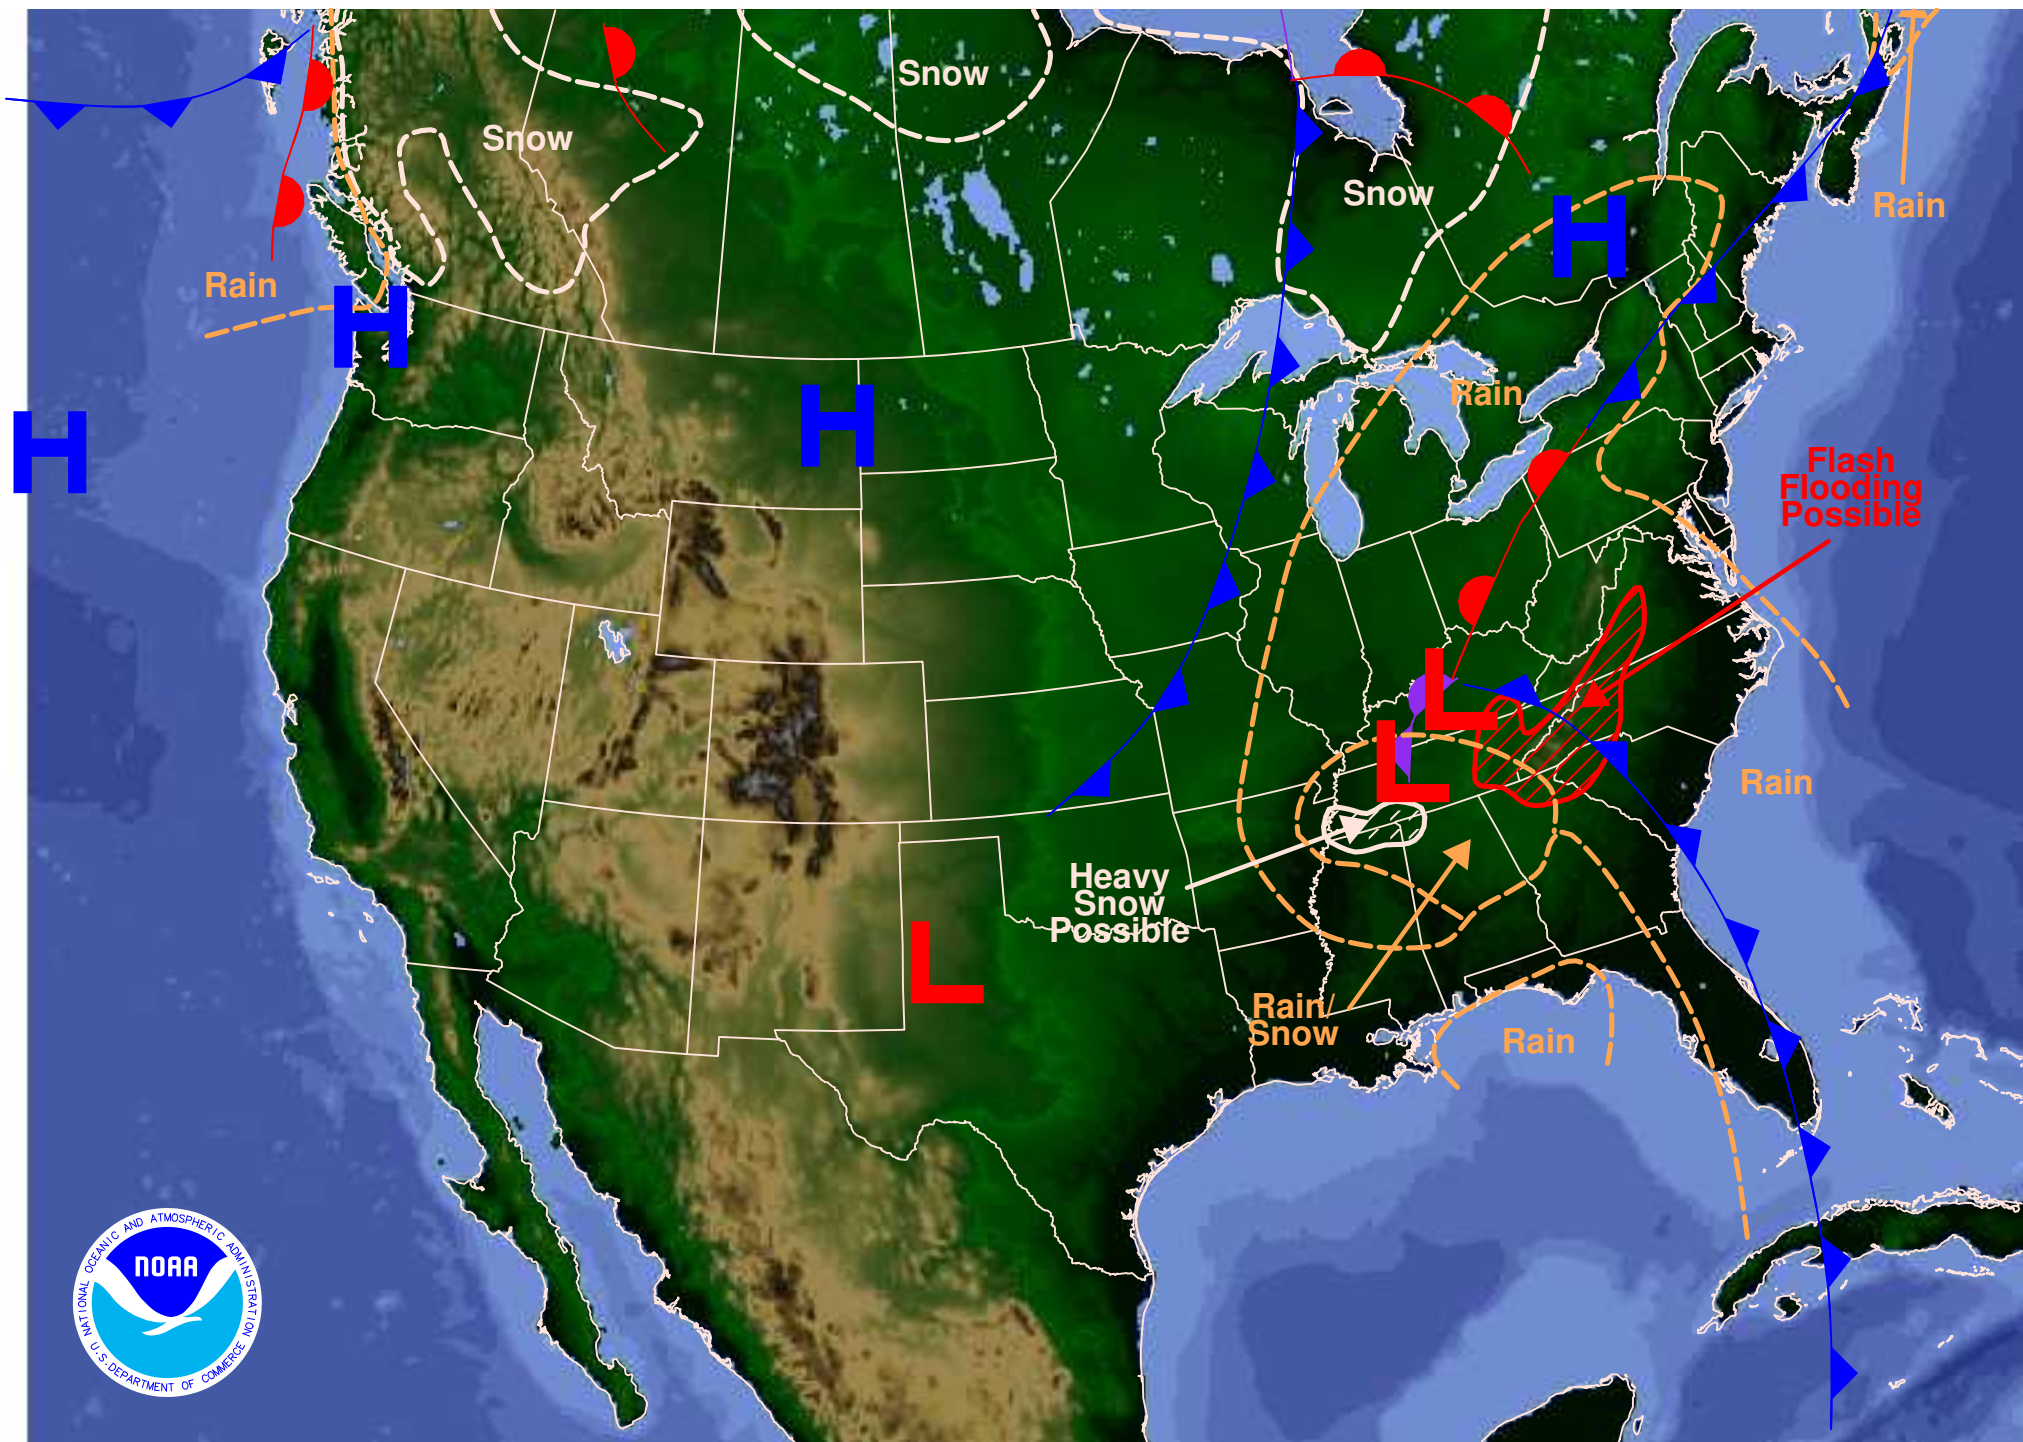 Snow
Snow
Snow
Rain
Rain
H
H
H
H
Rain
Flash
Flooding
Possible
L
L
Rain
Heavy
Snow
Possible
L
Rain/
Snow
Rain
NATIONAL OCEANIC AND ATMOSPHERIC ADMINISTRATION
NOAA
U.S. DEPARTMENT OF COMMERCE